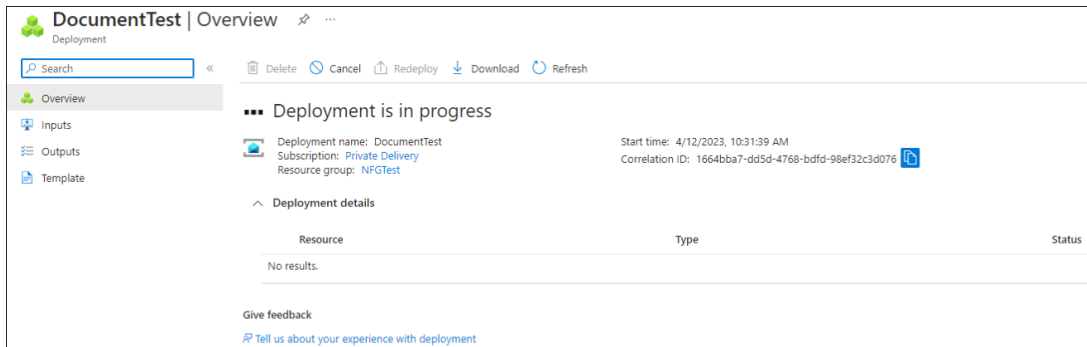 DocumentTest | Overview
Deployment
Search
Overview
Inputs
Outputs
Template
Delete Cancel Redeploy Download Refresh
Deployment is in progress
Deployment name: DocumentTest
Subscription: Private Delivery
Resource group: NFGTest
Start time: 4/12/2023, 10:31:39 AM
Correlation ID: 1664bba7-dd5d-4768-bdfd-98ef32c3d076
Deployment details
Resource Type Status
No results.
Give feedback
Tell us about your experience with deployment